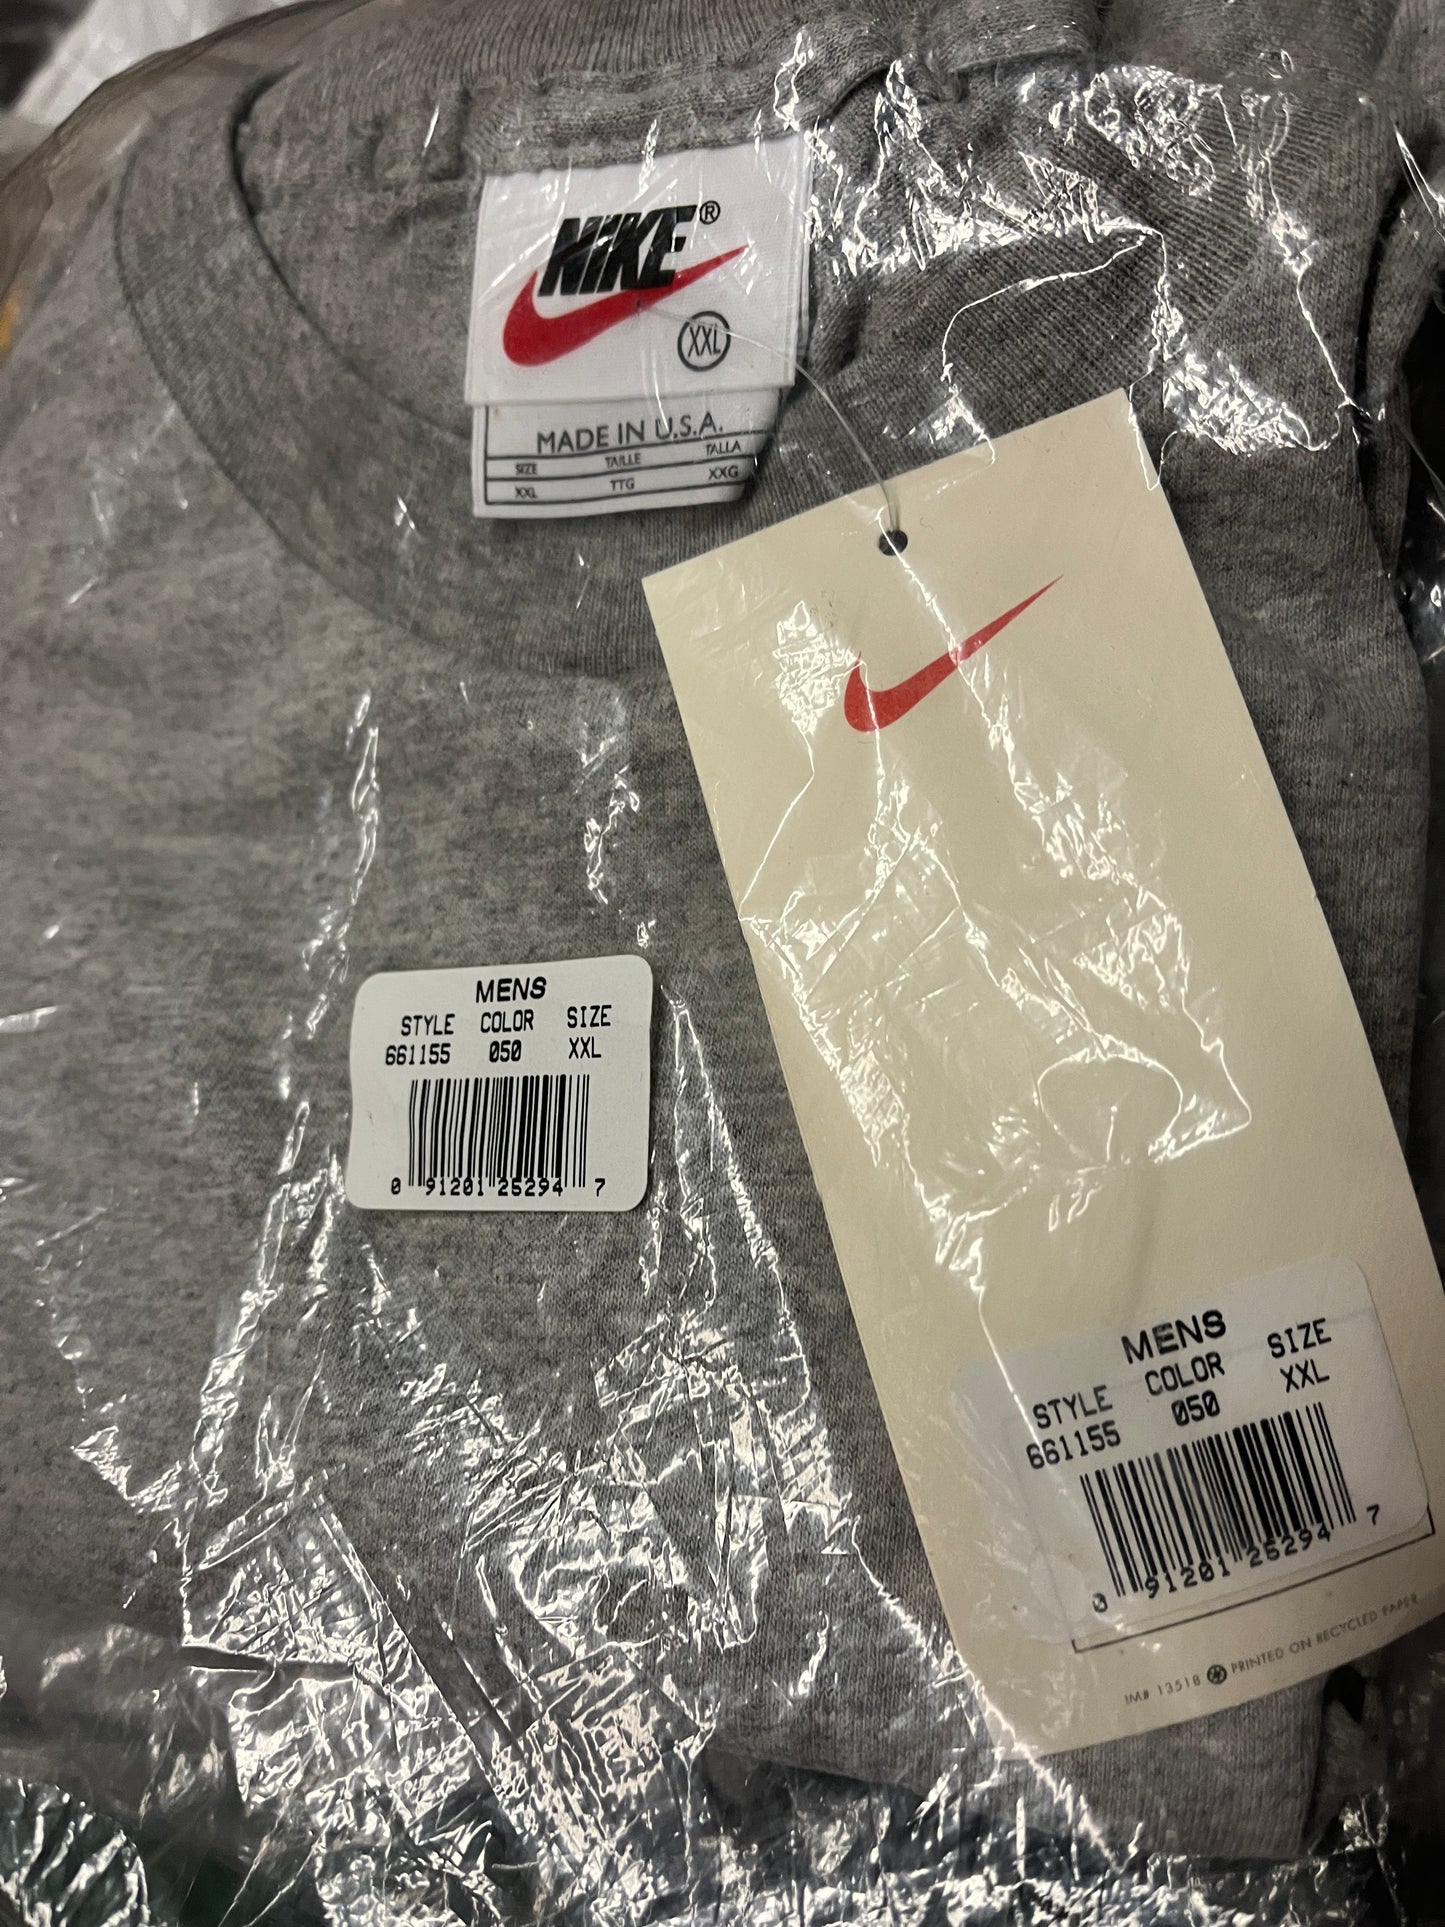 NIKE®
XXL
MADE IN U.S.A.
SIZE TAILLE TALLA
XXL TTG XXG
MENS
STYLE COLOR SIZE
661155 050 XXL
0 91201 25294 7
MENS
STYLE COLOR SIZE
661155 050 XXL
0 91201 25294 7
IM# 13518 PRINTED ON RECYCLED PAPER